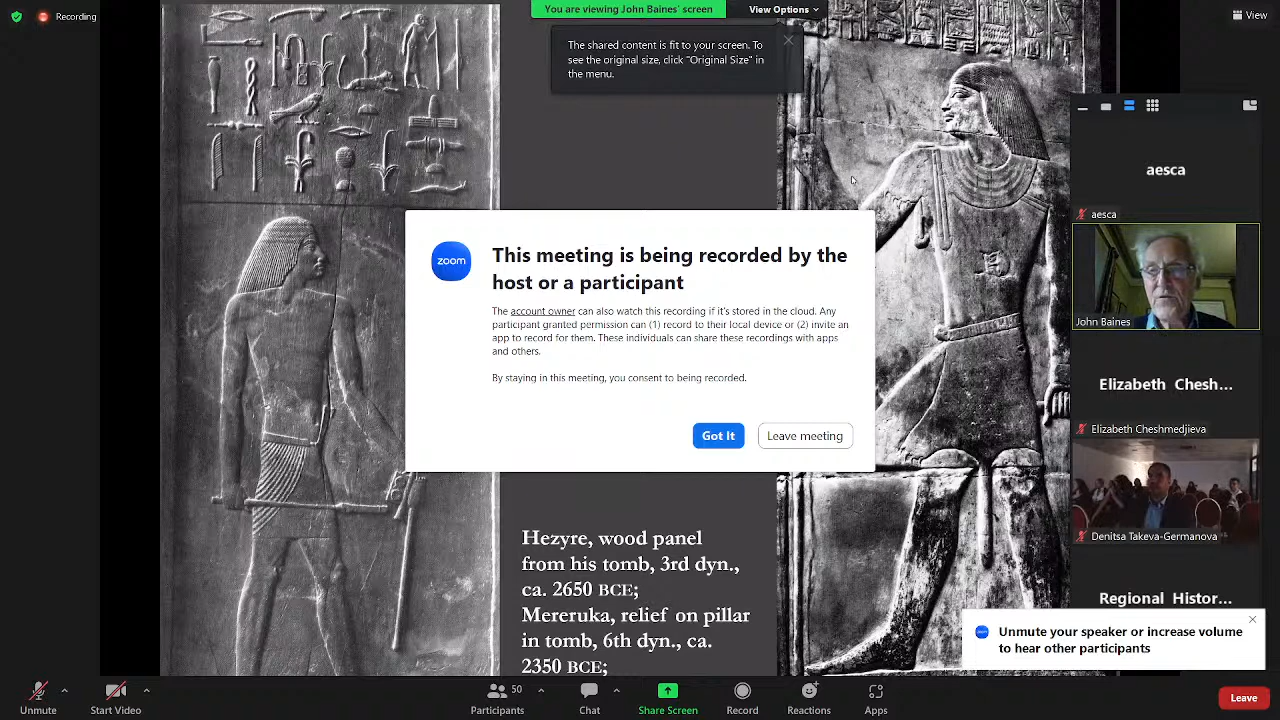 Recording
You are viewing John Baines' screen
View Options
View
The shared content is fit to your screen. To
see the original size, click "Original Size" in
the menu.
aesca
aesca
John Baines
Elizabeth Chesh...
Elizabeth Cheshmedjieva
Denitsa Takeva-Germanova
Regional Histor...
zoom
This meeting is being recorded by the
host or a participant
The account owner can also watch this recording if it's stored in the cloud. Any
participant granted permission can (1) record to their local device or (2) invite an
app to record for them. These individuals can share these recordings with apps
and others.
By staying in this meeting, you consent to being recorded.
Got It
Leave meeting
Hezyre, wood panel
from his tomb, 3rd dyn.,
ca. 2650 BCE;
Mereruka, relief on pillar
in tomb, 6th dyn., ca.
2350 BCE;
zoom
Unmute your speaker or increase volume
to hear other participants
Unmute
Start Video
Participants
50
Chat
Share Screen
Record
Reactions
Apps
Leave